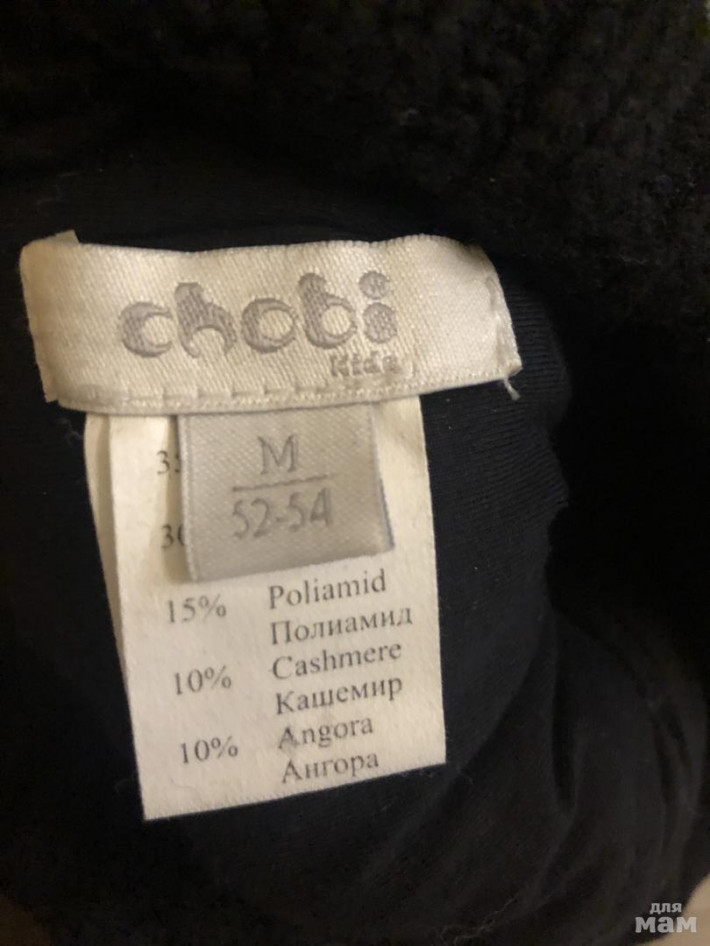 chobi
Kids
M
52-54
15% Poliamid
Полиамид
10% Cashmere
Кашемир
10% Angora
Ангора
для
мам